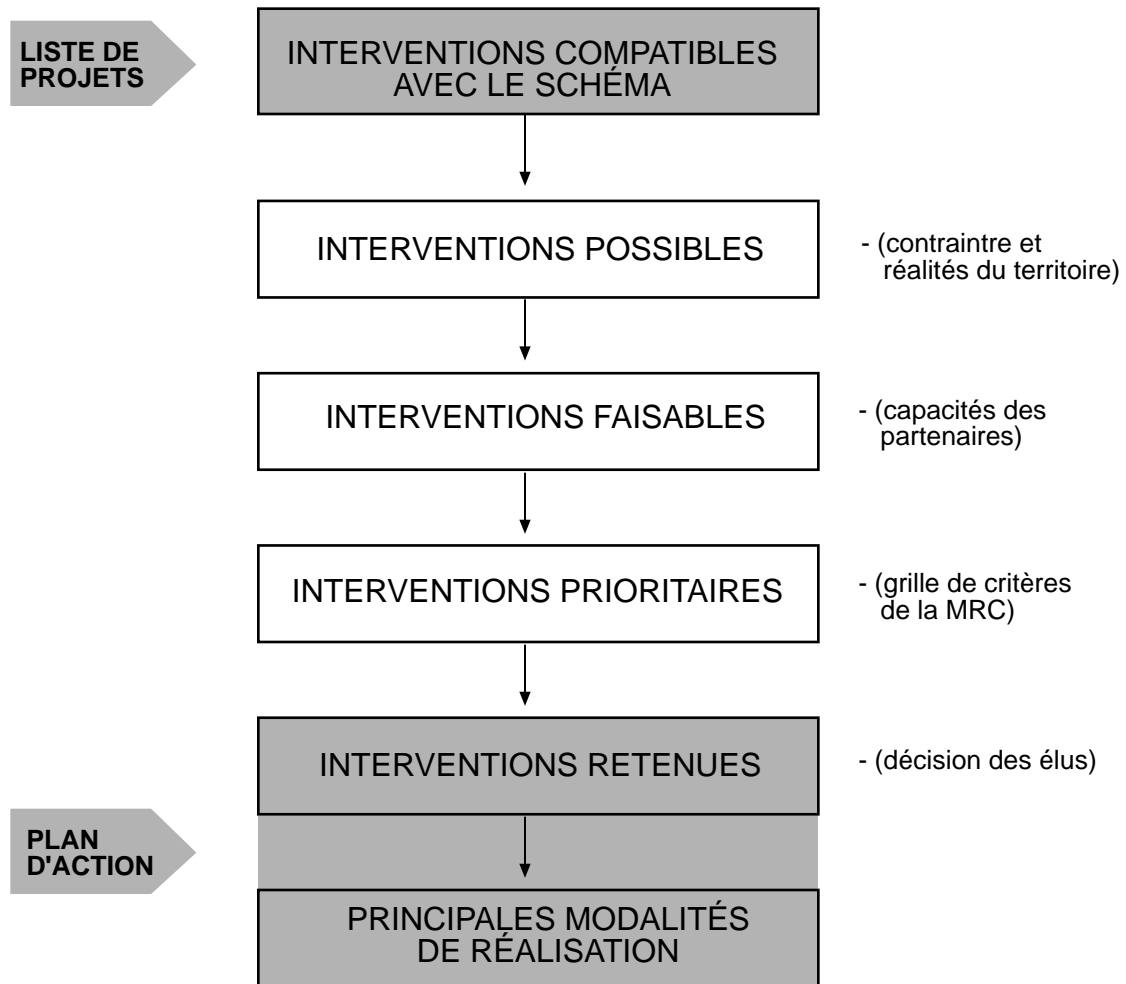 LISTE DE
PROJETS
INTERVENTIONS COMPATIBLES
AVEC LE SCHÉMA
INTERVENTIONS POSSIBLES
- (contraintre et
réalités du territoire)
INTERVENTIONS FAISABLES
- (capacités des
partenaires)
INTERVENTIONS PRIORITAIRES
- (grille de critères
de la MRC)
INTERVENTIONS RETENUES
- (décision des élus)
PLAN
D'ACTION
PRINCIPALES MODALITÉS
DE RÉALISATION